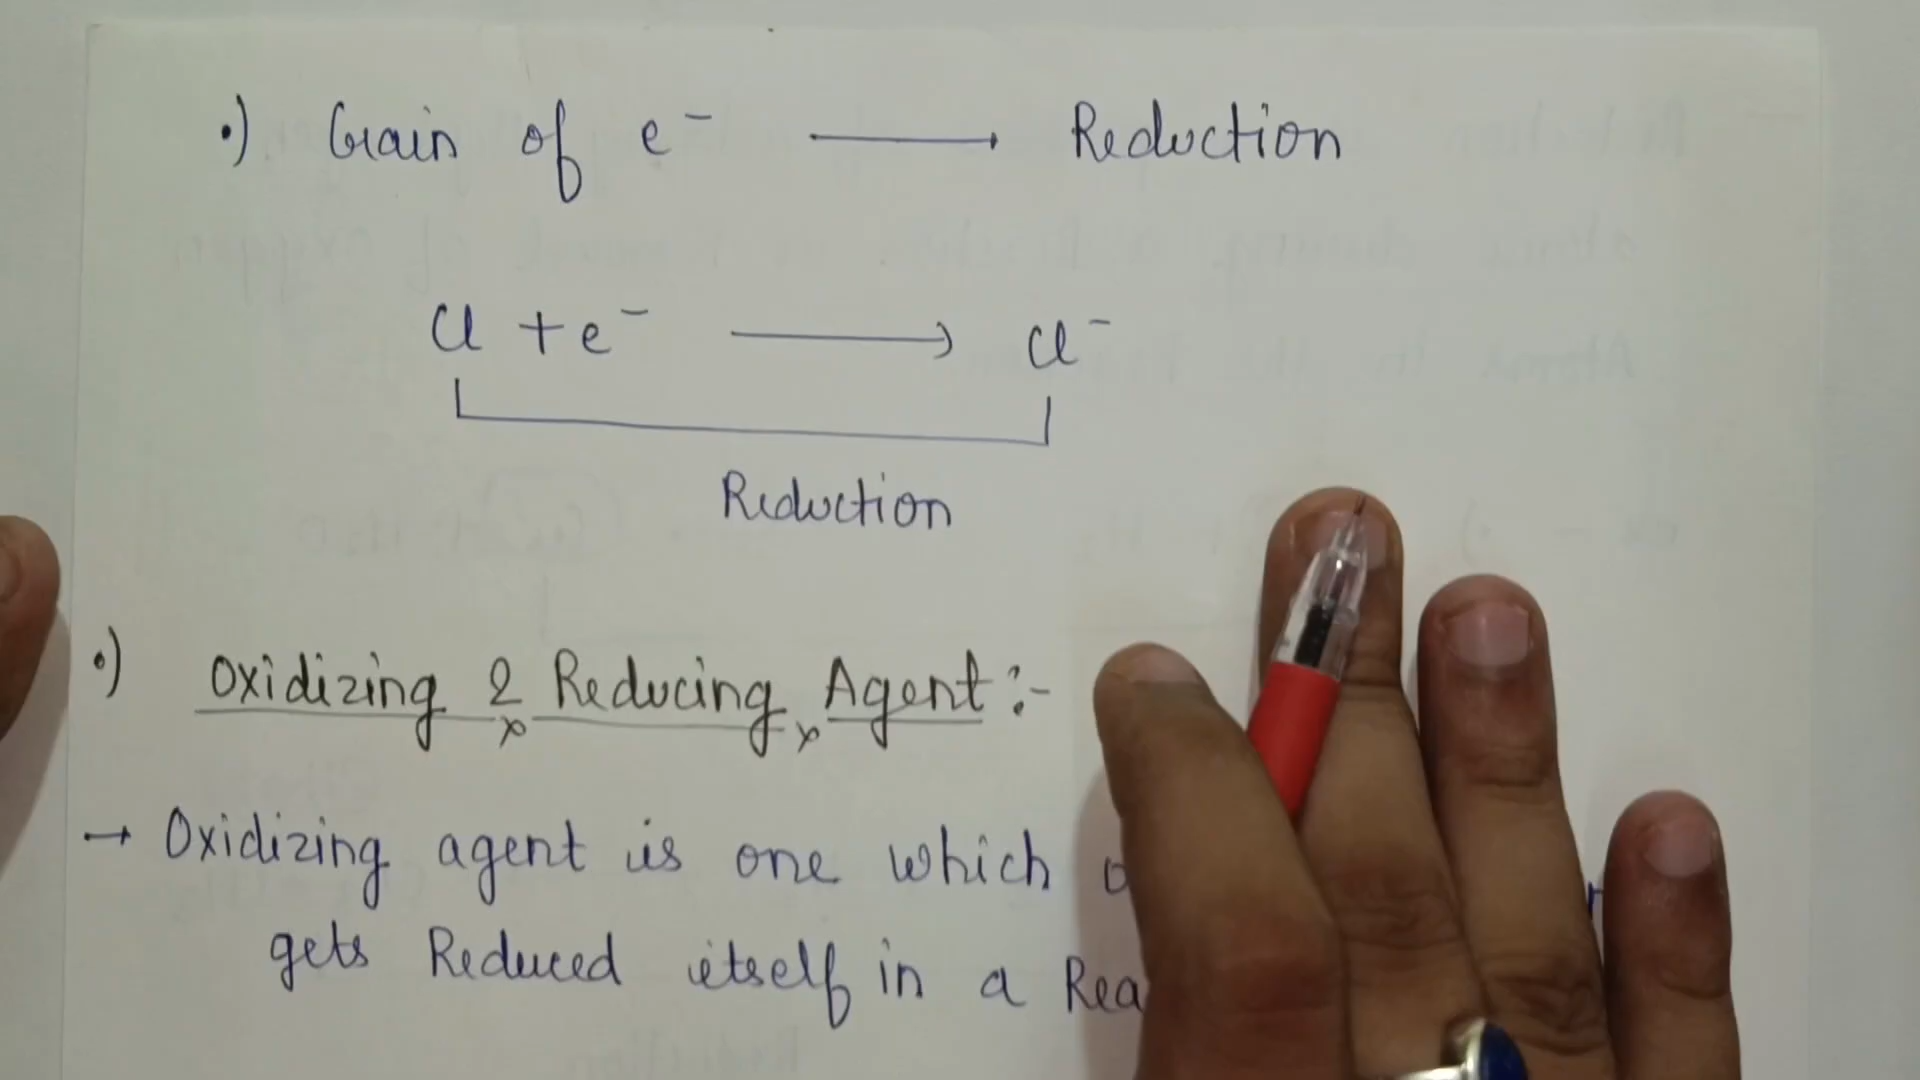 •) Gain of e⁻ ⟶ Reduction
Cl + e⁻ ⟶ Cl⁻
Reduction
•) Oxidizing & Reducing Agent :-
→ Oxidizing agent is one which
gets Reduced itself in a